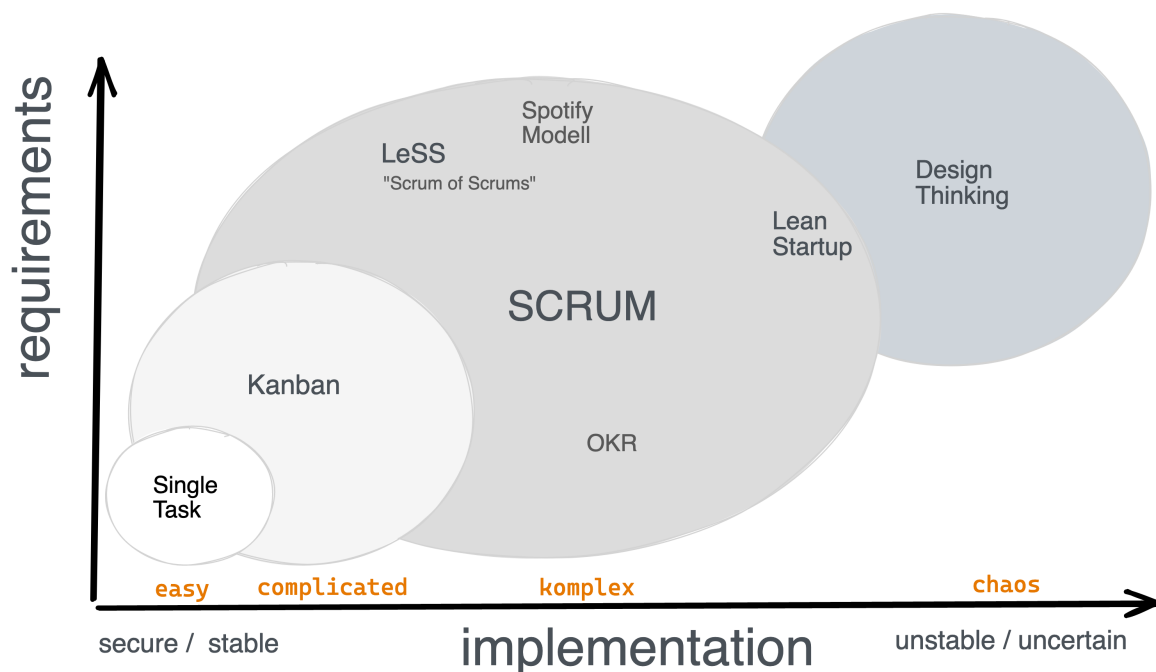 requirements
Spotify
Modell
LeSS
"Scrum of Scrums"
Design
Thinking
Lean
Startup
SCRUM
Kanban
OKR
Single
Task
easy
complicated
komplex
chaos
secure / stable
implementation
unstable / uncertain